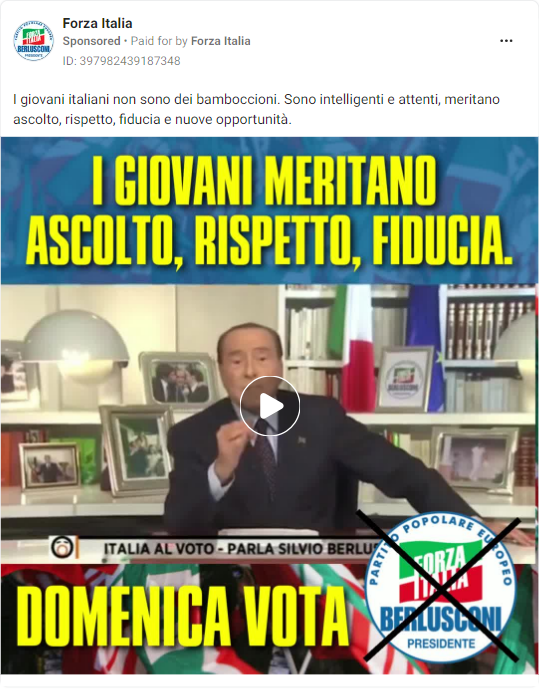 Forza Italia
Sponsored • Paid for by Forza Italia
ID: 397982439187348
I giovani italiani non sono dei bamboccioni. Sono intelligenti e attenti, meritano
ascolto, rispetto, fiducia e nuove opportunità.
I GIOVANI MERITANO
ASCOLTO, RISPETTO, FIDUCIA.
ITALIA AL VOTO - PARLA SILVIO BERLUS
DOMENICA VOTA
PARTITO POPOLARE EUROPEO
FORZA
ITALIA
BERLUSCONI
PRESIDENTE